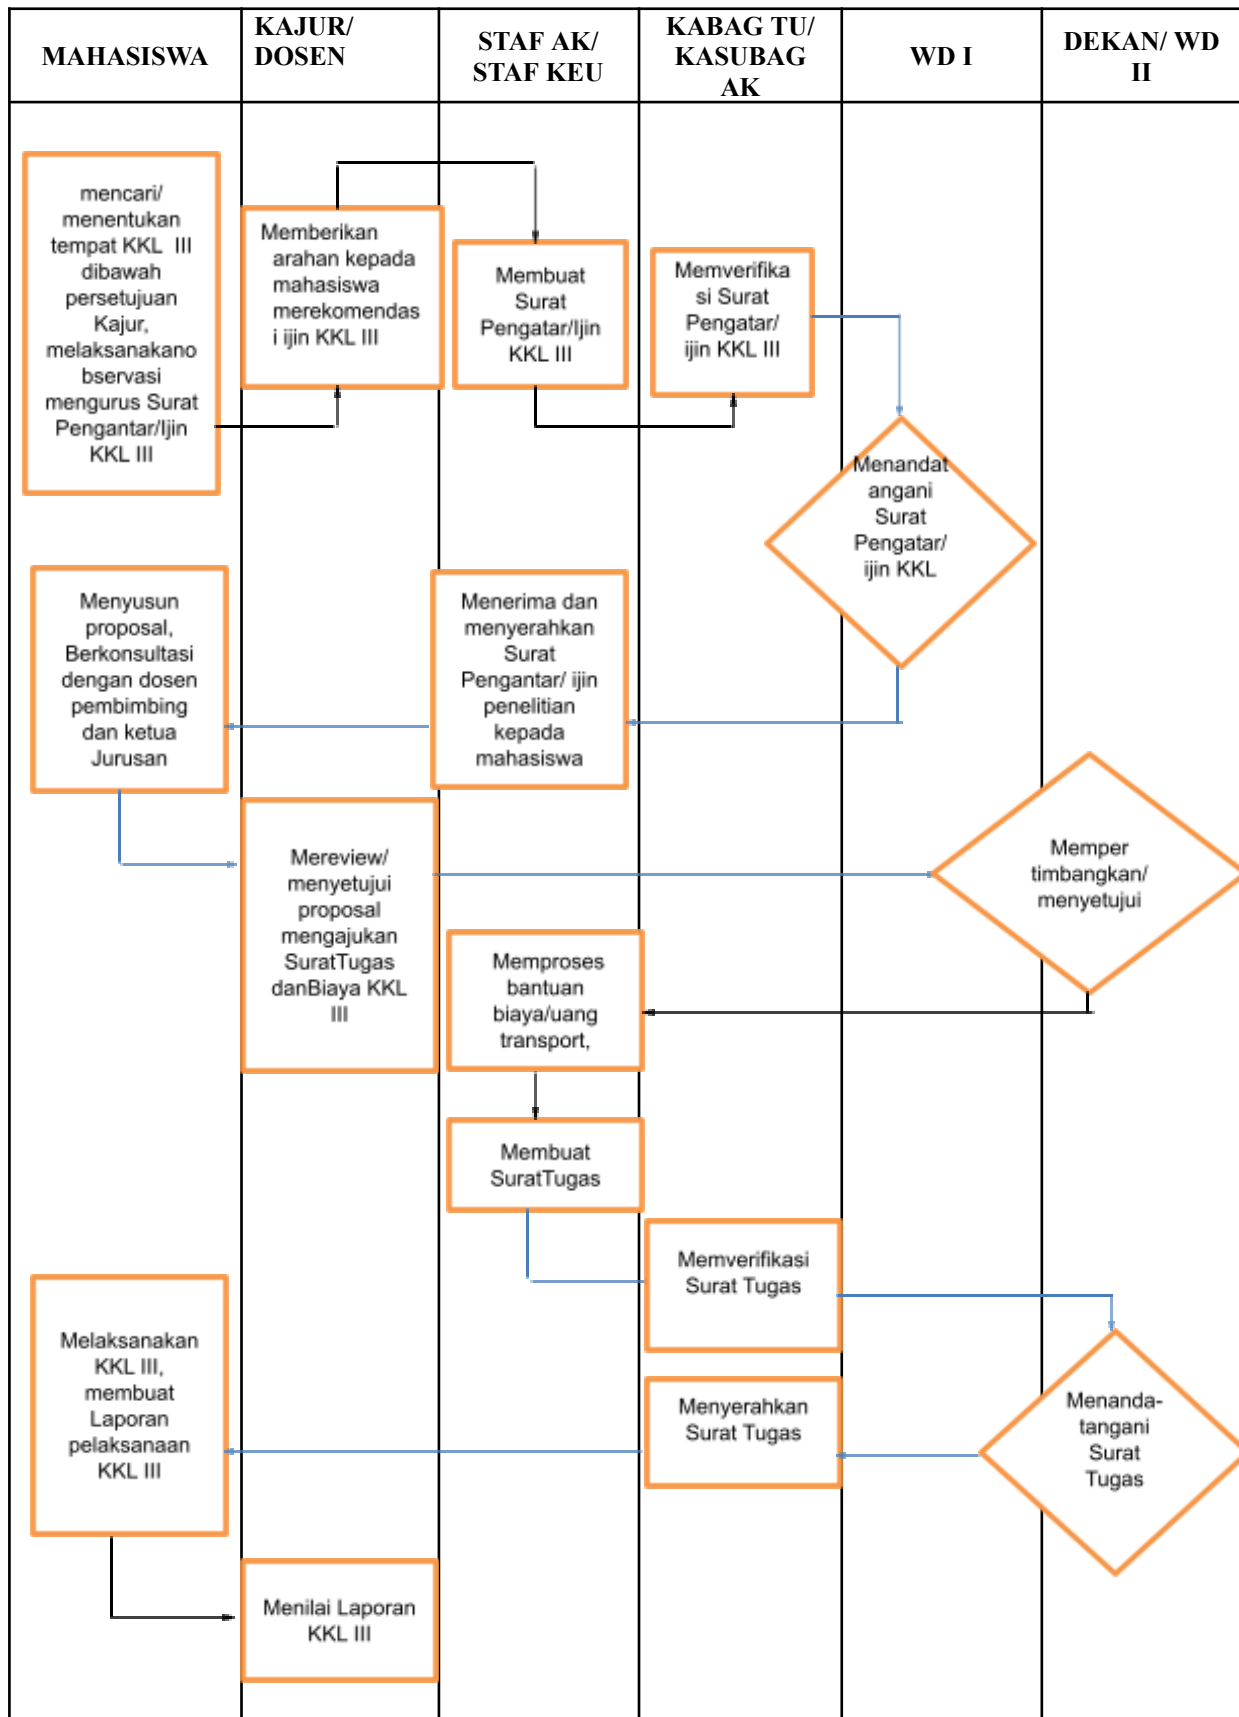 MAHASISWA
KAJUR/
DOSEN
STAF AK/
STAF KEU
KABAG TU/
KASUBAG
AK
WD I
DEKAN/ WD
II
mencari/
menentukan
tempat KKL III
dibawah
persetujuan
Kajur,
melaksanakano
bservasi
mengurus Surat
Pengantar/Ijin
KKL III
Memberikan
arahan kepada
mahasiswa
merekomendas
i ijin KKL III
Membuat
Surat
Pengatar/Ijin
KKL III
Memverifika
si Surat
Pengatar/
ijin KKL III
Menandat
angani
Surat
Pengatar/
ijin KKL
Menyusun
proposal,
Berkonsultasi
dengan dosen
pembimbing
dan ketua
Jurusan
Menerima dan
menyerahkan
Surat
Pengantar/ ijin
penelitian
kepada
mahasiswa
Mereview/
menyetujui
proposal
mengajukan
SuratTugas
danBiaya KKL
III
Memper
timbangkan/
menyetujui
Memproses
bantuan
biaya/uang
transport,
Membuat
SuratTugas
Memverifikasi
Surat Tugas
Menanda-
tangani
Surat
Tugas
Menyerahkan
Surat Tugas
Melaksanakan
KKL III,
membuat
Laporan
pelaksanaan
KKL III
Menilai Laporan
KKL III